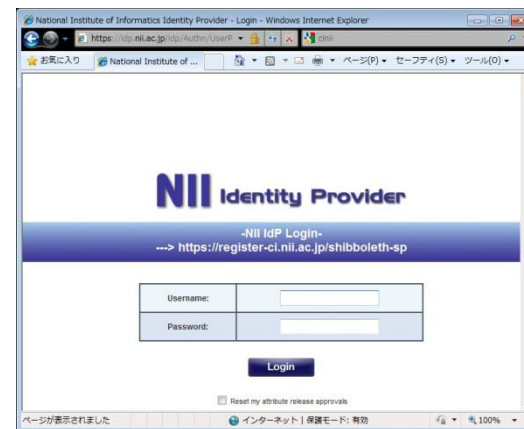 National Institute of Informatics Identity Provider - Login - Windows Internet Explorer
https://idp.nii.ac.jp/idp/Authn/UserP
cinii
お気に入り
National Institute of ...
ページ(P)
セーフティ(S)
ツール(O)
NII Identity Provider
-NII IdP Login-
---> https://register-ci.nii.ac.jp/shibboleth-sp
Username:
Password:
Login
Reset my attribute release approvals
ページが表示されました
インターネット | 保護モード: 有効
100%